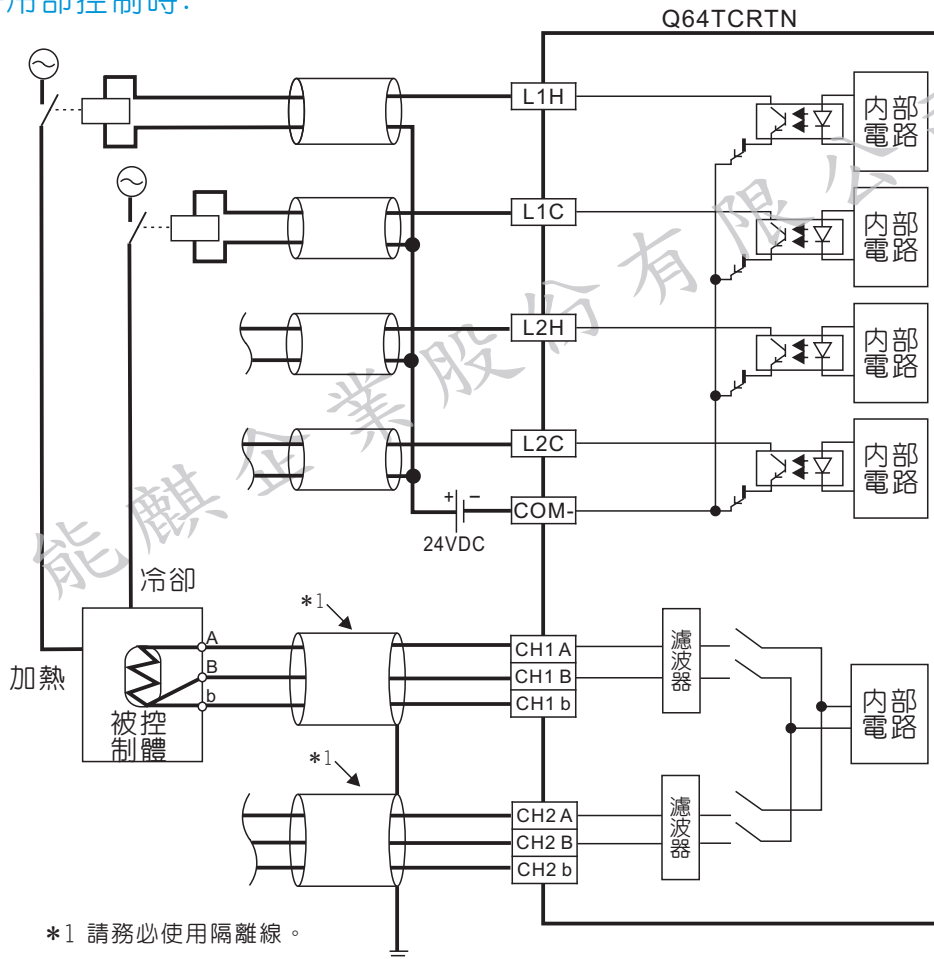 冷卻控制時:
Q64TCRTN
L1H
內部
電路
L1C
內部
電路
L2H
內部
電路
L2C
內部
電路
+ −
COM-
24VDC
能麒企業股份有限公
冷卻
加熱
被控
制體
A
B
b
*1
CH1 A
CH1 B
CH1 b
濾波器
內部
電路
*1
CH2 A
CH2 B
CH2 b
濾波器
*1 請務必使用隔離線。